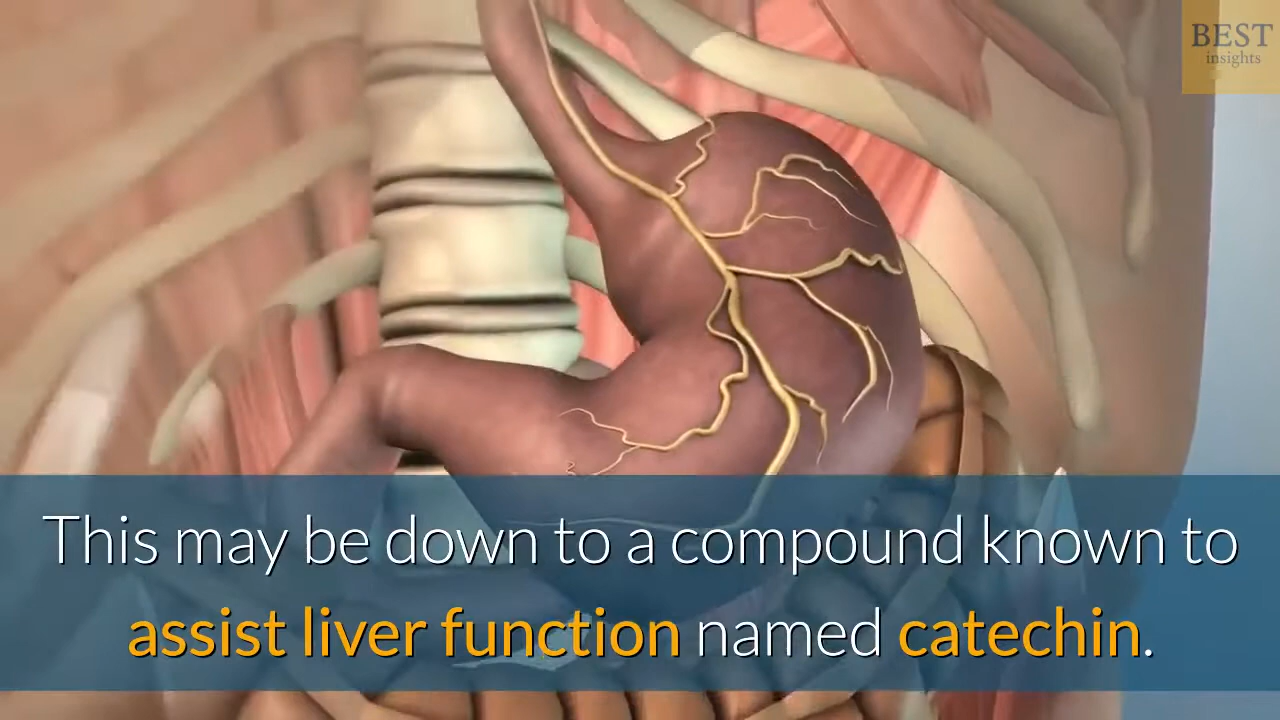 BEST
insights
This may be down to a compound known to
assist liver function named catechin.